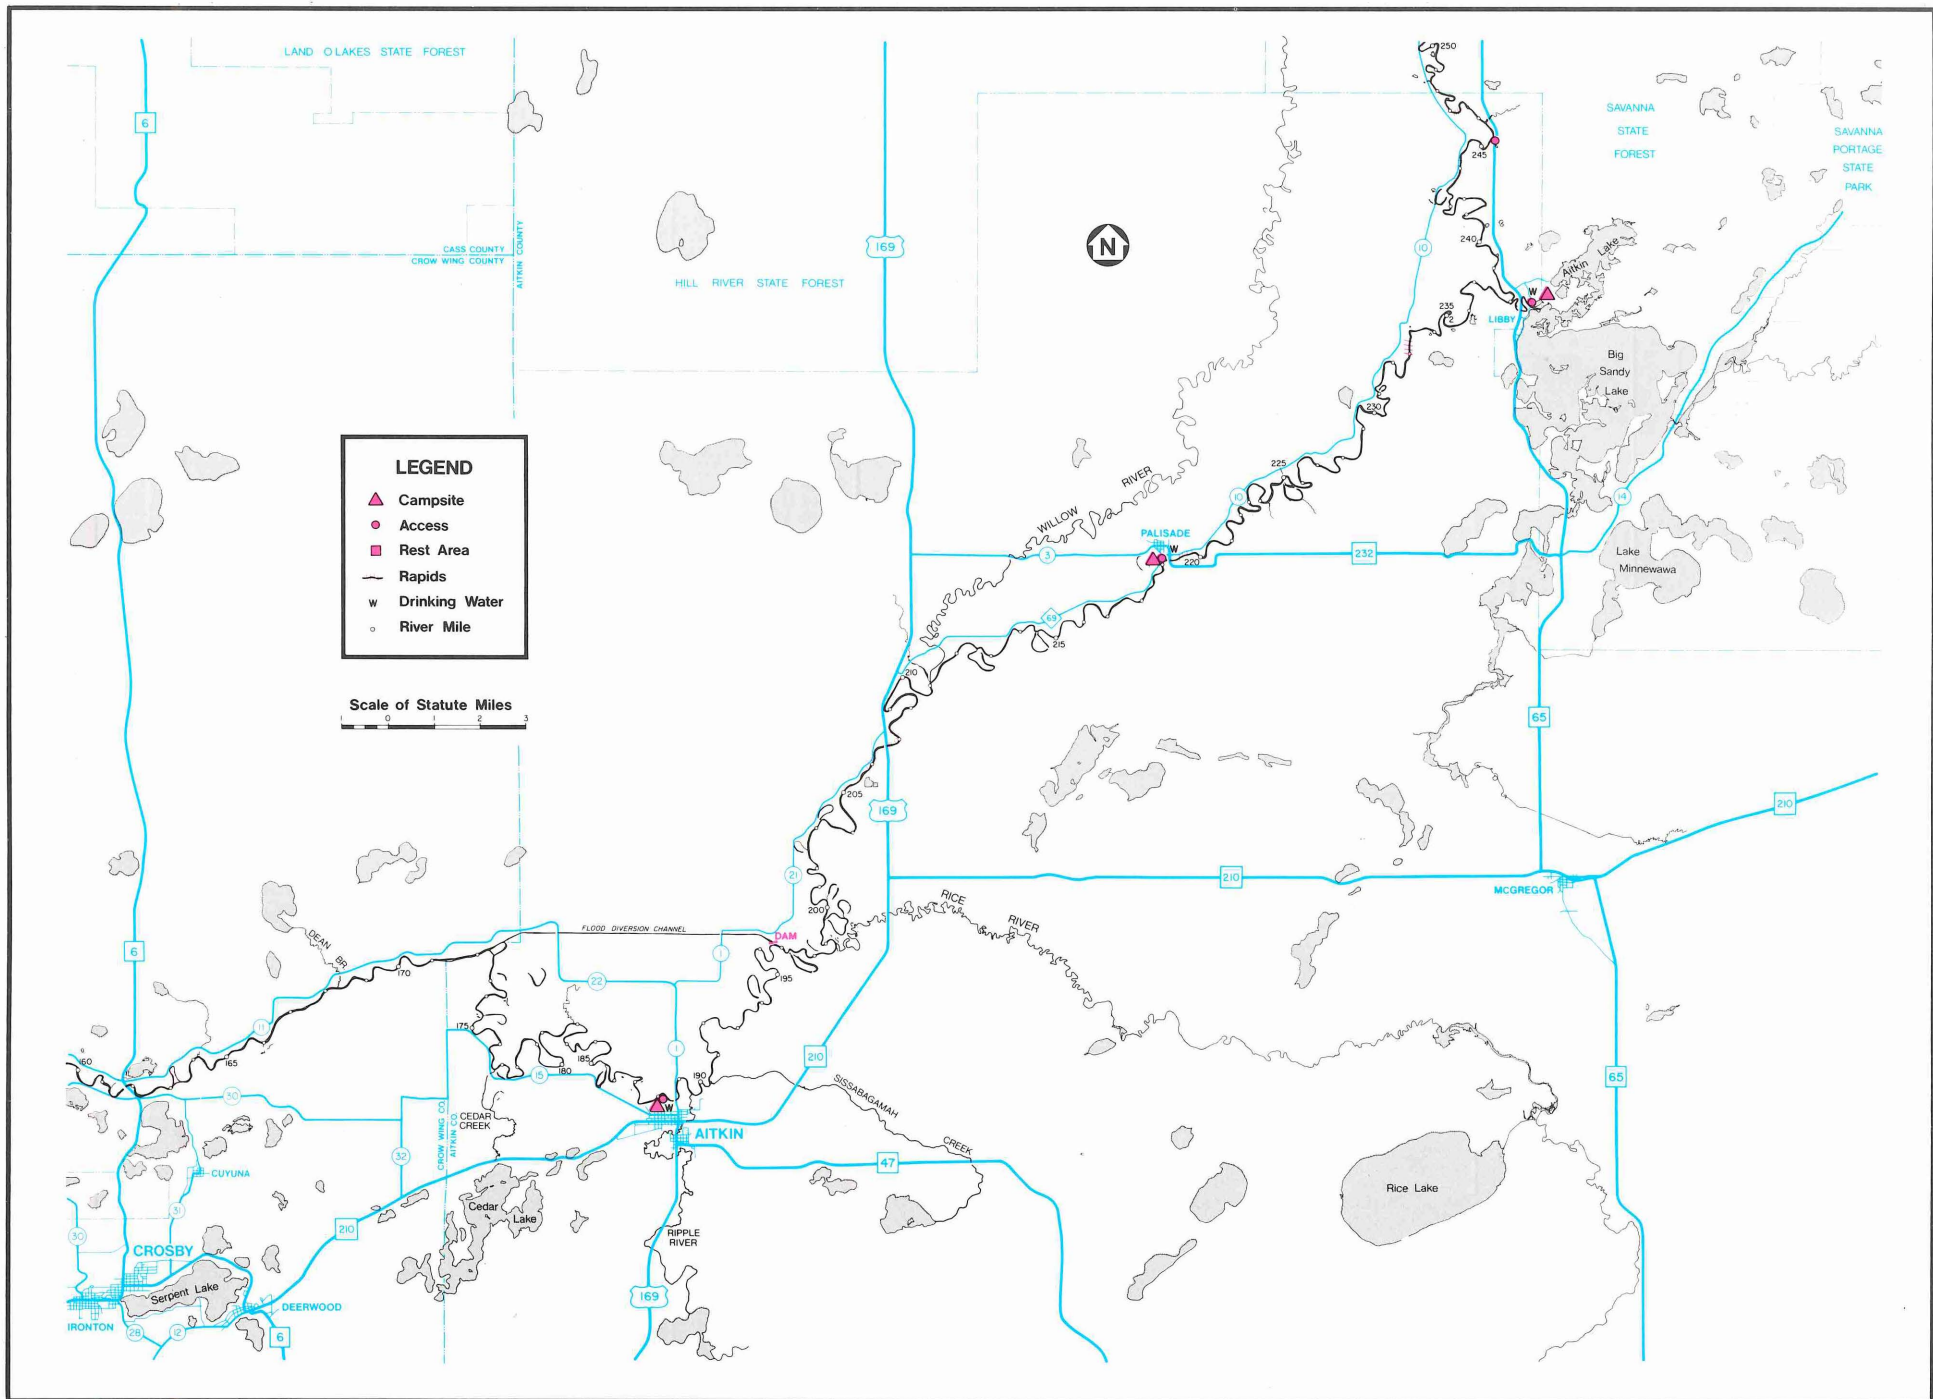 LAND O LAKES STATE FOREST
250
6
SAVANNA
STATE
FOREST
SAVANNA
PORTAGE
STATE
PARK
245
240
10
169
N
CASS COUNTY
CROW WING COUNTY
AITKIN COUNTY
HILL RIVER STATE FOREST
Aitkin Lake
W
235
LIBBY
Big
Sandy
Lake
230
LEGEND
Campsite
Access
Rest Area
Rapids
W Drinking Water
River Mile
225
WILLOW RIVER
10
14
PALISADE
W
3
220
232
Lake
Minnewawa
69
215
210
Scale of Statute Miles
1 0 1 2 3
65
205
169
210
21
210
MCGREGOR
200
RICE RIVER
FLOOD DIVERSION CHANNEL
DAM
DEAN BR
6
170
1
22
195
175
11
160
165
185
180
15
1
190
210
65
30
SISSABAGAMAH CREEK
CEDAR
CREEK
W
AITKIN
CROW WING CO.
AITKIN CO.
32
47
CUYUNA
Rice Lake
Cedar Lake
31
210
30
RIPPLE
RIVER
CROSBY
Serpent Lake
169
DEERWOOD
IRONTON
28
12
6